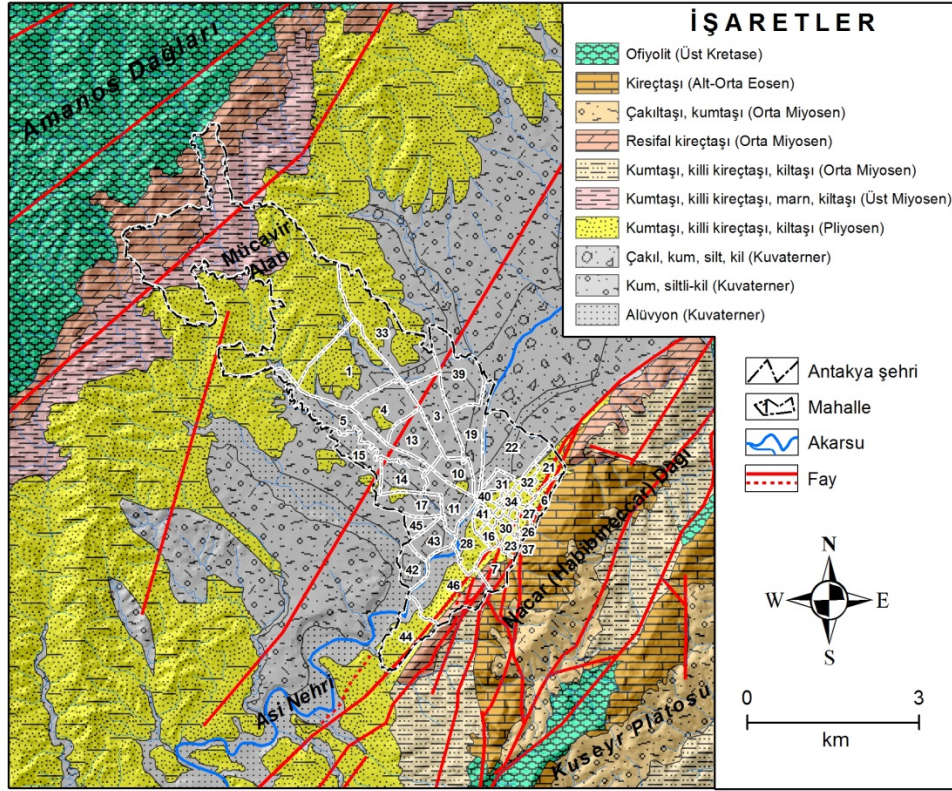 İŞARETLER
Ofiyolit (Üst Kretase)
Kireçtaşı (Alt-Orta Eosen)
Çakıltaşı, kumtaşı (Orta Miyosen)
Resifal kireçtaşı (Orta Miyosen)
Kumtaşı, killi kireçtaşı, kiltaşı (Orta Miyosen)
Kumtaşı, killi kireçtaşı, marn, kiltaşı (Üst Miyosen)
Kumtaşı, killi kireçtaşı, kiltaşı (Pliyosen)
Çakıl, kum, silt, kil (Kuvaterner)
Kum, siltli-kil (Kuvaterner)
Alüvyon (Kuvaterner)
Antakya şehri
Mahalle
Akarsu
Fay
N
W E
S
0 3
km
Amanos Dağları
Mücavir
Alan
33
1
39
4
3
5
13
19
22
15
10
21
14
31
32
40
6
17
11
34
41
27
45
30
26
16
43
28
23
37
42
7
46
44
Nacar (Habibineccar) Dağı
Asi Nehri
Kuseyr Platosu